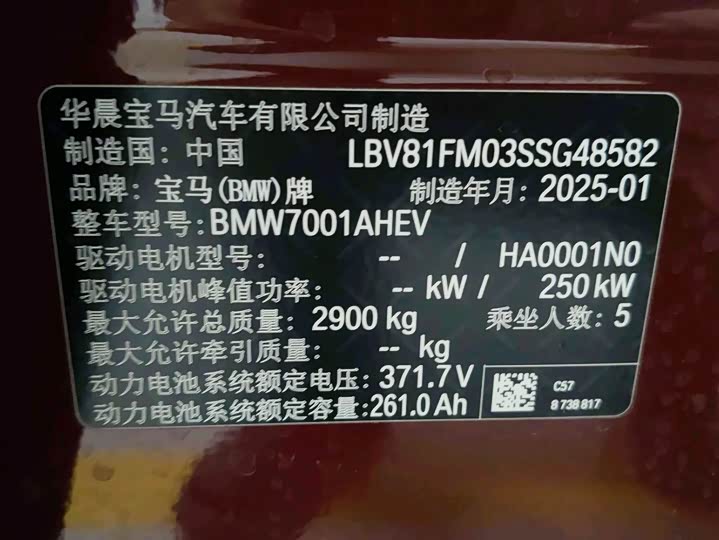 华晨宝马汽车有限公司制造
制造国: 中国 LBV81FM03SSG48582
品牌: 宝马(BMW)牌 制造年月: 2025-01
整车型号: BMW7001AHEV
驱动电机型号: -- / HA0001N0
驱动电机峰值功率: -- kW / 250 kW
最大允许总质量: 2900 kg 乘坐人数: 5
最大允许牵引质量: -- kg
动力电池系统额定电压: 371.7 V
动力电池系统额定容量: 261.0 Ah
C57
8 738 817